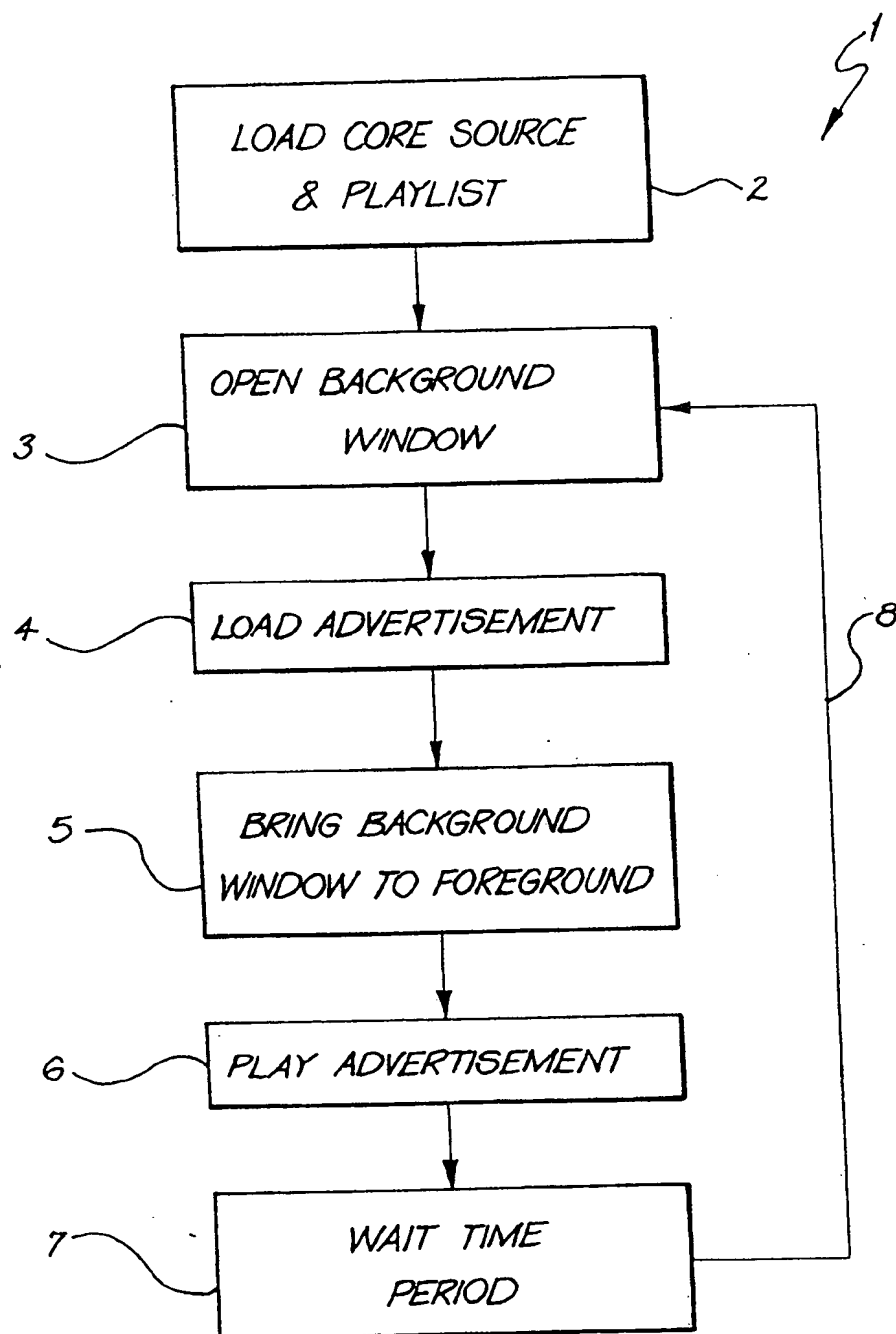 1
LOAD CORE SOURCE
& PLAYLIST
2
OPEN BACKGROUND
WINDOW
3
LOAD ADVERTISEMENT
4
8
BRING BACKGROUND
WINDOW TO FOREGROUND
5
PLAY ADVERTISEMENT
6
WAIT TIME
PERIOD
7